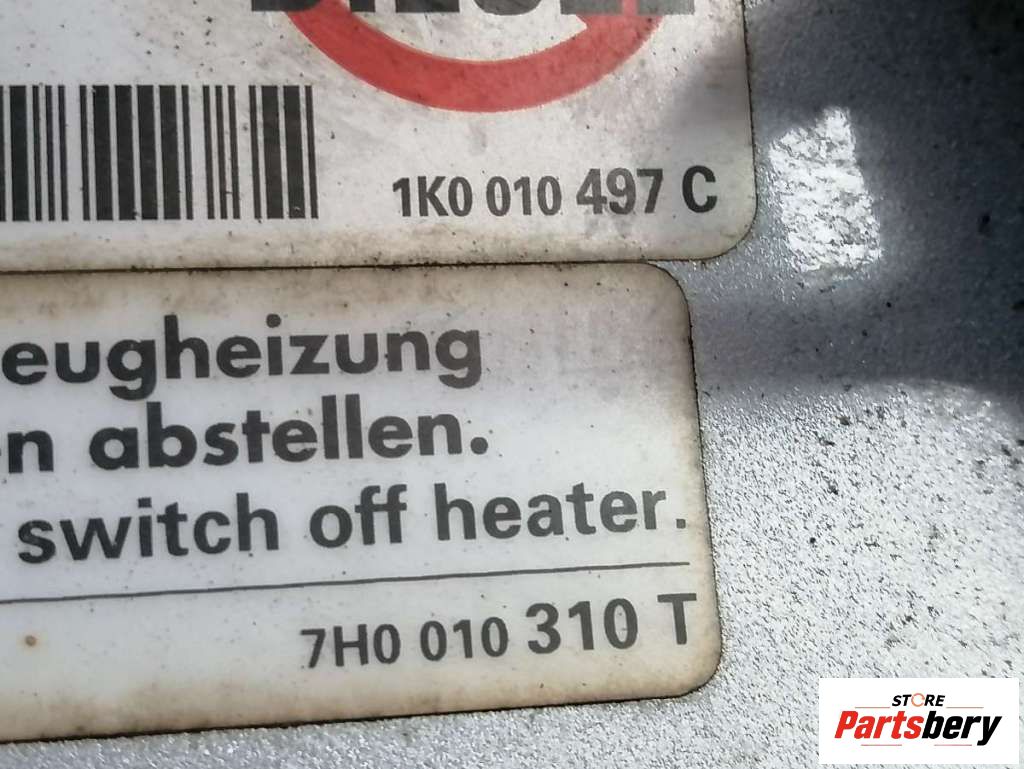 1K0 010 497 C
eugheizung
n abstellen.
switch off heater.
7H0 010 310 T
STORE
Partsbery